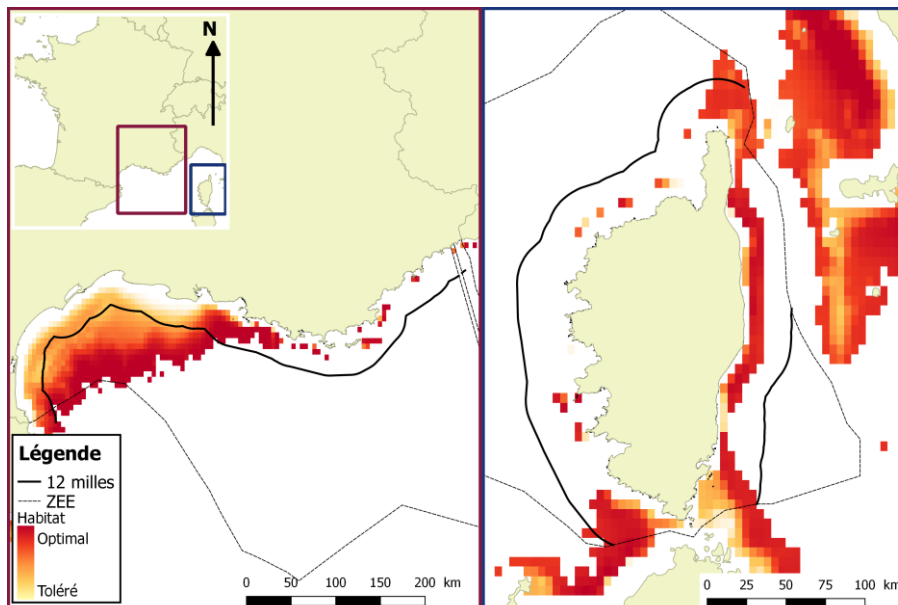 N
Légende
12 milles
ZEE
Habitat
Optimal
Toléré
0 50 100 150 200 km
0 25 50 75 100 km